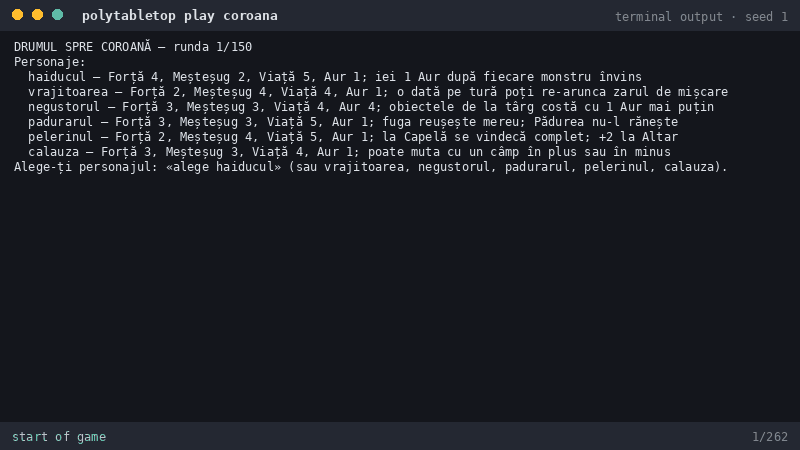 polytabletop play coroana
terminal output · seed 1
DRUMUL SPRE COROANĂ — runda 1/150
Personaje:
haiducul — Forță 4, Meșteșug 2, Viață 5, Aur 1; iei 1 Aur după fiecare monstru învins
vrajitoarea — Forță 2, Meșteșug 4, Viață 4, Aur 1; o dată pe tură poți re-arunca zarul de mișcare
negustorul — Forță 3, Meșteșug 3, Viață 4, Aur 4; obiectele de la târg costă cu 1 Aur mai puțin
padurarul — Forță 3, Meșteșug 3, Viață 5, Aur 1; fuga reușește mereu; Pădurea nu-l rănește
pelerinul — Forță 2, Meșteșug 4, Viață 5, Aur 1; la Capelă se vindecă complet; +2 la Altar
calauza — Forță 3, Meșteșug 3, Viață 4, Aur 1; poate muta cu un câmp în plus sau în minus
Alege-ți personajul: «alege haiducul» (sau vrajitoarea, negustorul, padurarul, pelerinul, calauza).
start of game
1/262